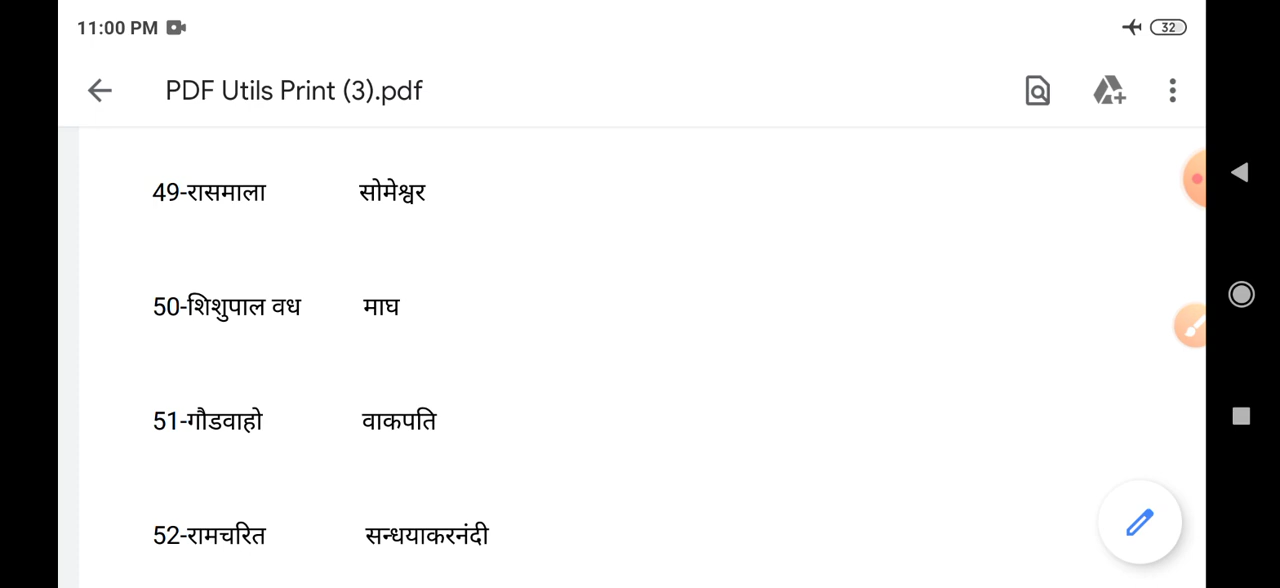 11:00 PM 32
PDF Utils Print (3).pdf
49-रासमाला सोमेश्वर
50-शिशुपाल वध माघ
51-गौडवाहो वाकपति
52-रामचरित सन्धयाकरनंदी